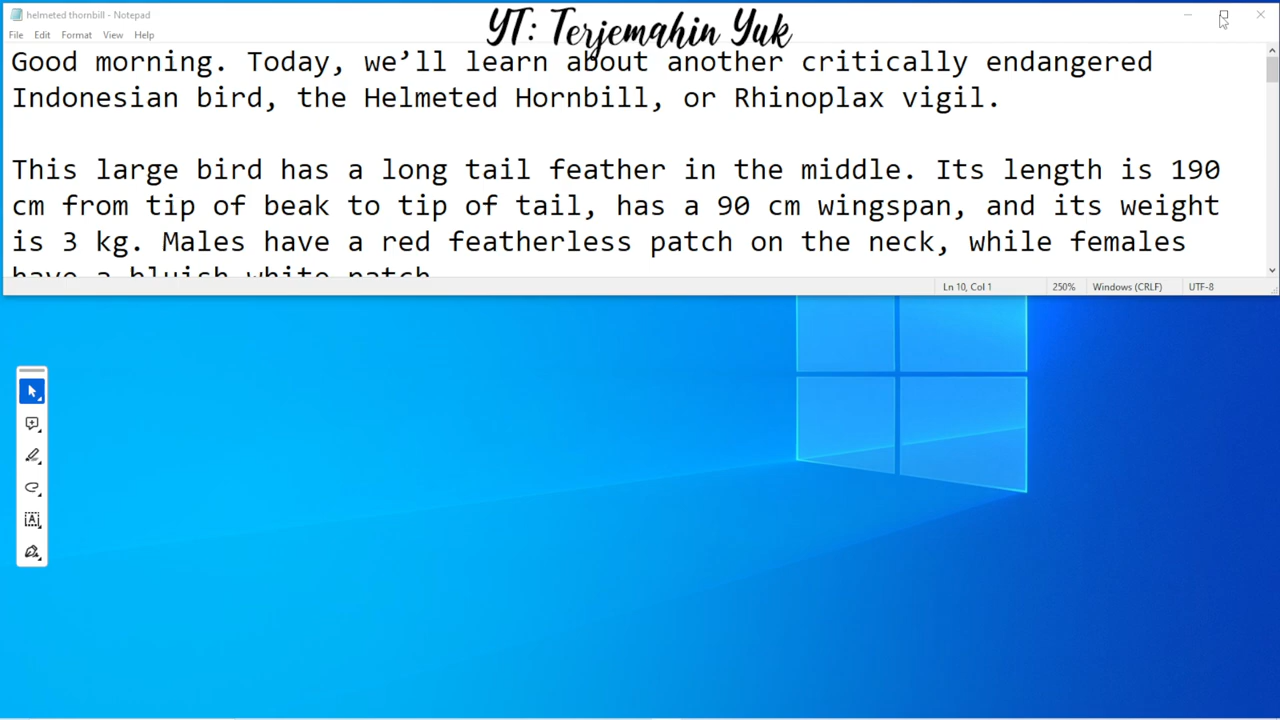 helmeted thornbill - Notepad
YT: Terjemahin Yuk
File Edit Format View Help
Good morning. Today, we’ll learn about another critically endangered
Indonesian bird, the Helmeted Hornbill, or Rhinoplax vigil.
This large bird has a long tail feather in the middle. Its length is 190
cm from tip of beak to tip of tail, has a 90 cm wingspan, and its weight
is 3 kg. Males have a red featherless patch on the neck, while females
have a bluish white patch
Ln 10, Col 1 250% Windows (CRLF) UTF-8